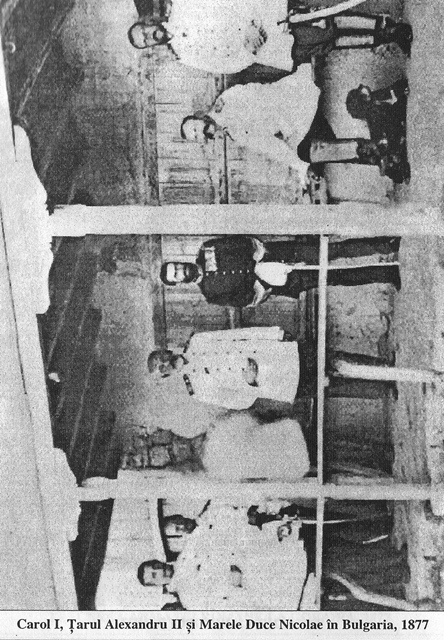 Carol I, Țarul Alexandru II și Marele Duce Nicolae în Bulgaria, 1877